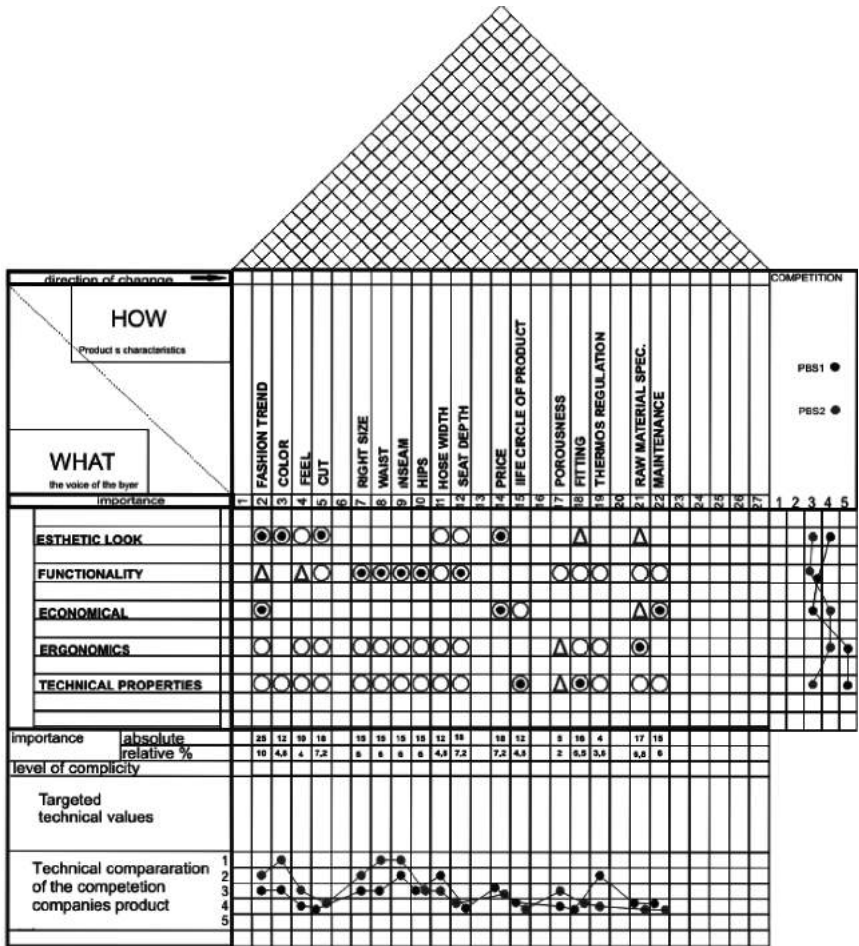 direction of changge
COMPETITION
HOW
Product s characteristics
PBS1
PBS2
WHAT
the voice of the byer
importance
FASHION TREND
COLOR
FEEL
CUT
RIGHT SIZE
WAIST
INSEAM
HIPS
HOSE WIDTH
SEAT DEPTH
PRICE
IIFE CIRCLE OF PRODUCT
POROUSNESS
FITTING
THERMOS REGULATION
RAW MATERIAL SPEC.
MAINTENANCE
1 2 3 4 5 6 7 8 9 10 11 12 13 14 15 16 17 18 19 20 21 22 23 24 25 26 27
1 2 3 4 5
ESTHETIC LOOK
FUNCTIONALITY
ECONOMICAL
ERGONOMICS
TECHNICAL PROPERTIES
importance absolute 25 12 18 15 15 15 15 12 18 18 12 5 16 4 17 15
relative % 10 4,8 4 7,2 6 6 6 6 4,8 7,2 7,2 4,8 2 6,5 6,8 6
level of complicity
Targeted
technical values
Technical compararation
of the competetion
companies product
1
2
3
4
5